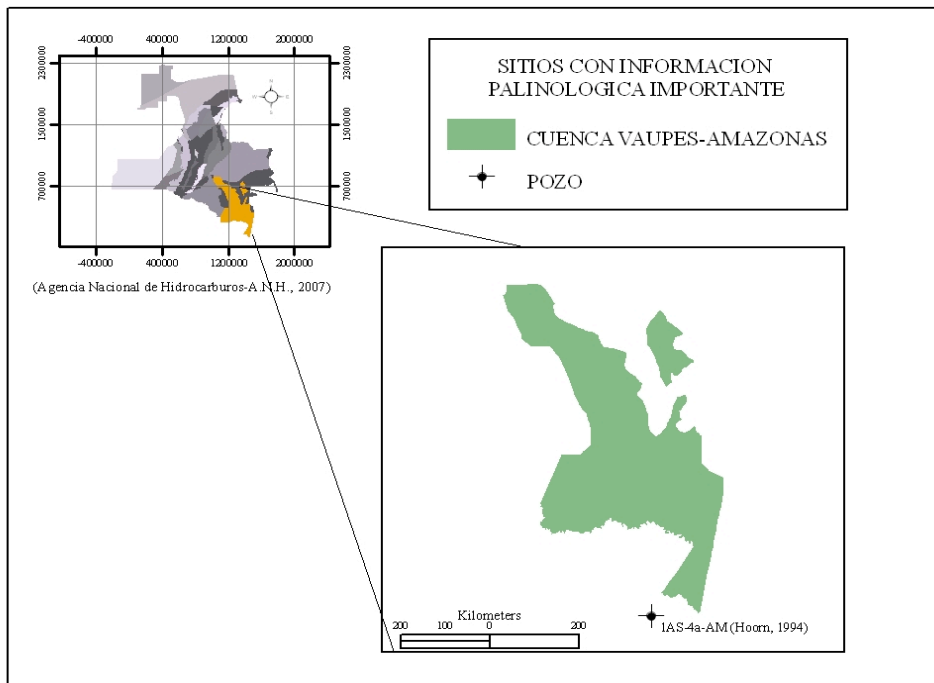 -400000 400000 1200000 2000000
2300000 2300000
1500000 1500000
700000 700000
-400000 400000 1200000 2000000
(Agencia Nacional de Hidrocarburos-A.N.H., 2007)
SITIOS CON INFORMACION
PALINOLOGICA IMPORTANTE
CUENCA VAUPES-AMAZONAS
POZO
Kilometers
200 100 0 200
1AS-4a-AM (Hoorn, 1994)